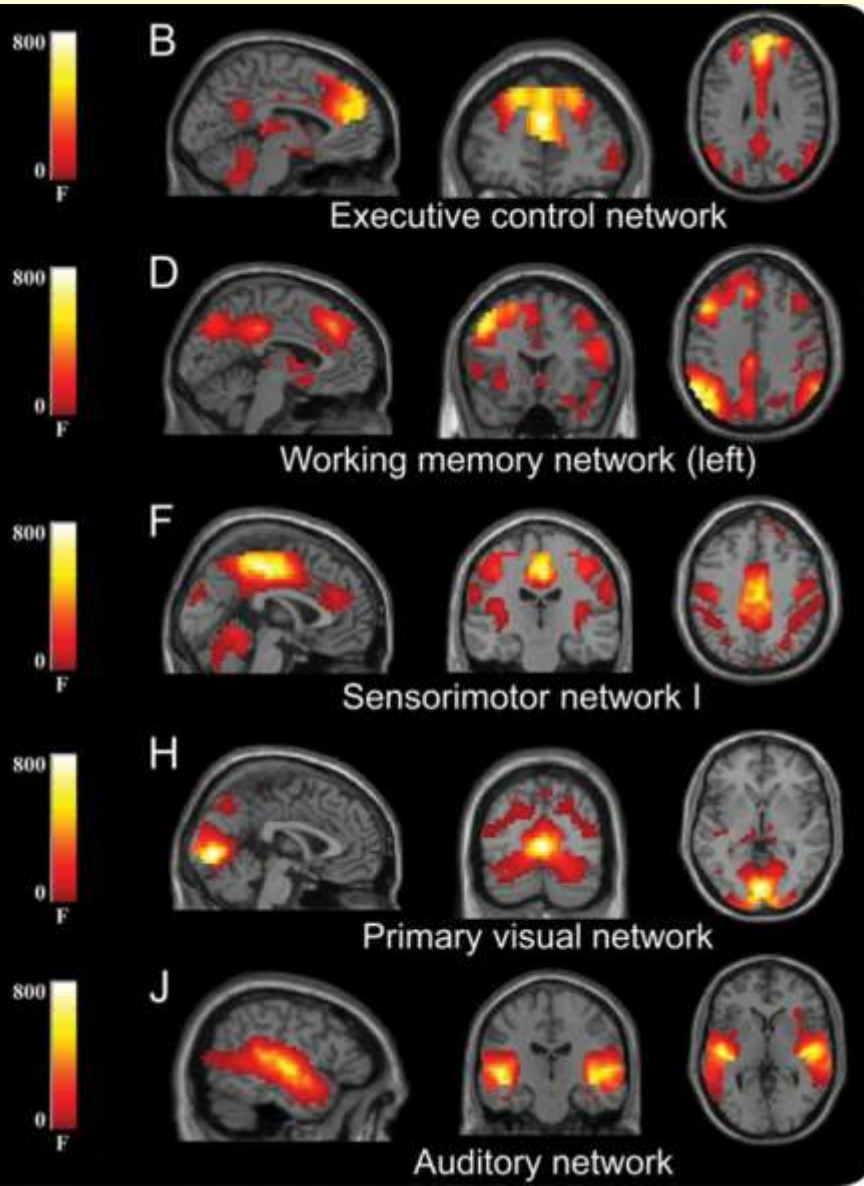 800
B
0
F
Executive control network
800
D
0
F
Working memory network (left)
800
F
0
F
Sensorimotor network I
800
H
0
F
Primary visual network
800
J
0
F
Auditory network